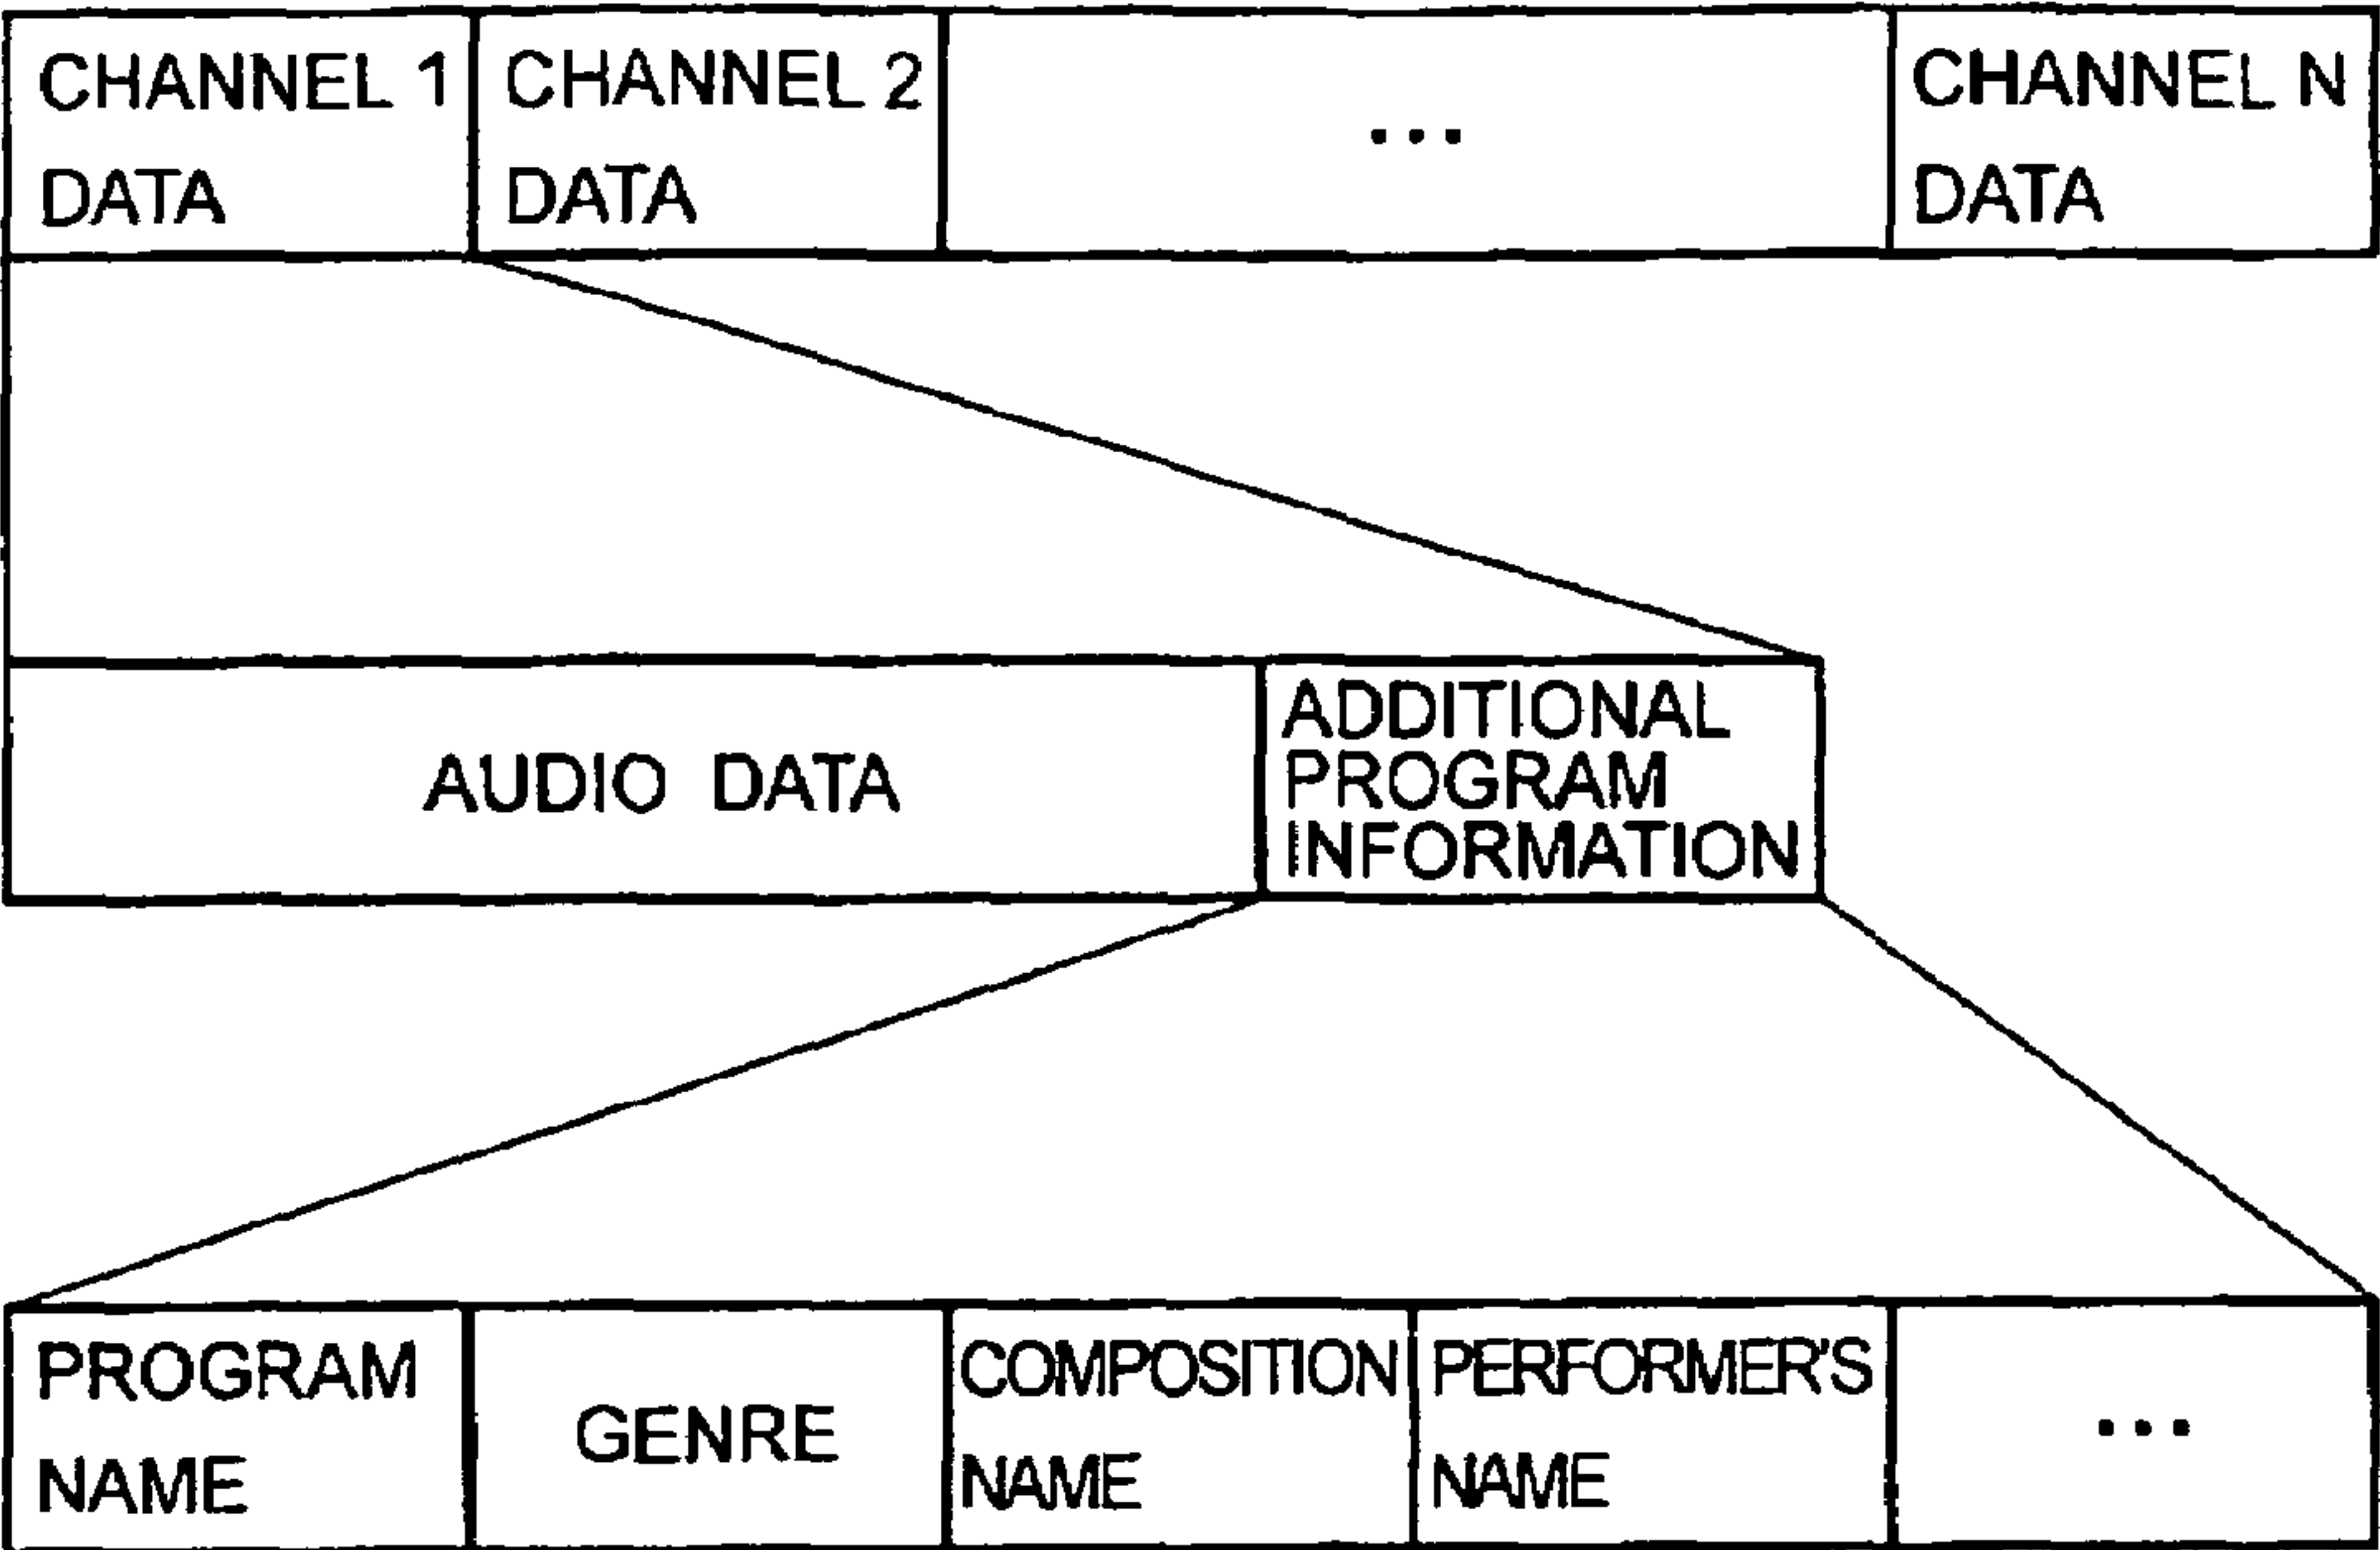 CHANNEL 1
DATA
CHANNEL 2
DATA
...
CHANNEL N
DATA
AUDIO DATA
ADDITIONAL
PROGRAM
INFORMATION
PROGRAM
NAME
GENRE
COMPOSITION
NAME
PERFORMER'S
NAME
...